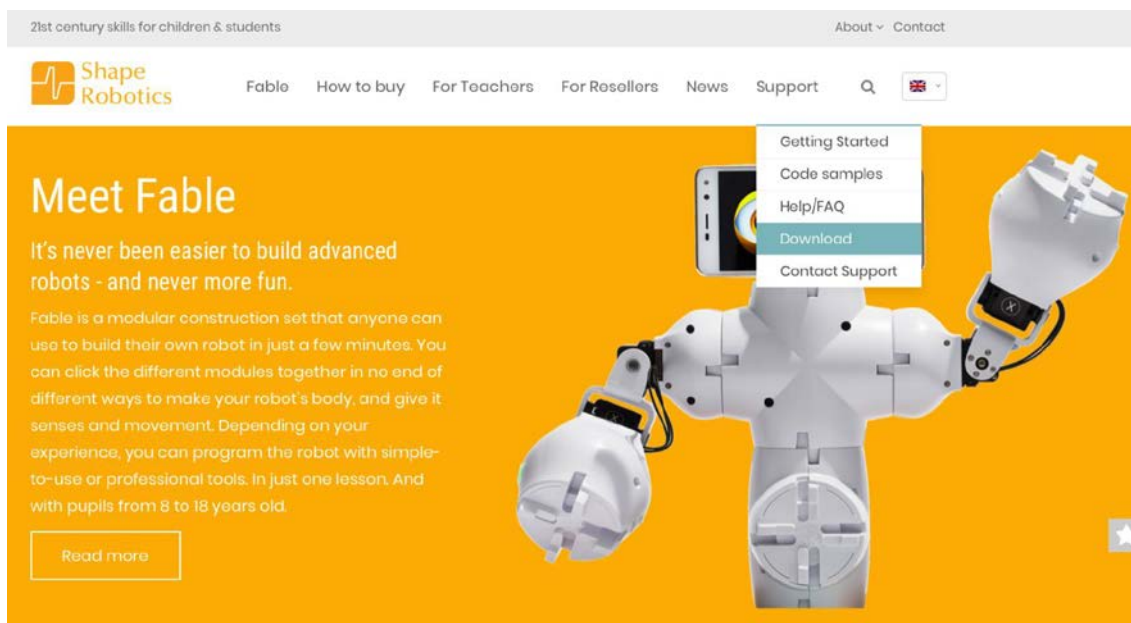 21st century skills for children & students
About Contact
Shape
Robotics
Fable How to buy For Teachers For Resellers News Support
Getting Started
Code samples
Help/FAQ
Download
Contact Support
Meet Fable
It's never been easier to build advanced
robots - and never more fun.
Fable is a modular construction set that anyone can
use to build their own robot in just a few minutes. You
can click the different modules together in no end of
different ways to make your robot's body, and give it
senses and movement. Depending on your
experience, you can program the robot with simple-
to-use or professional tools. In just one lesson. And
with pupils from 8 to 18 years old.
Read more
X
X